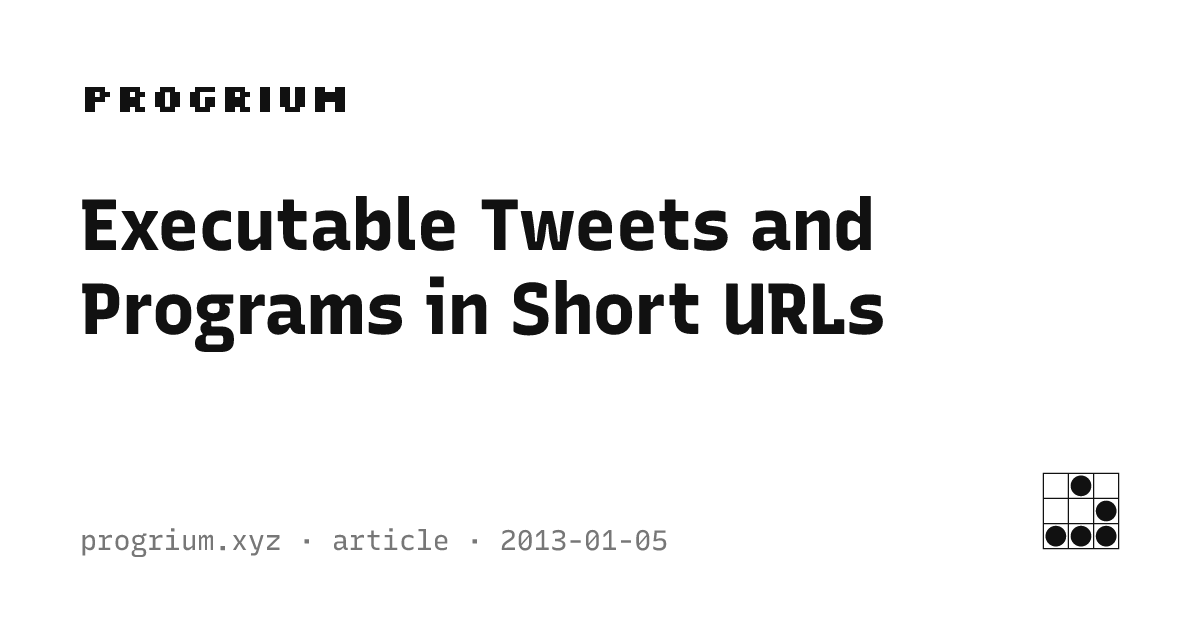 PROGRIUM
Executable Tweets and
Programs in Short URLs
progrium.xyz · article · 2013-01-05